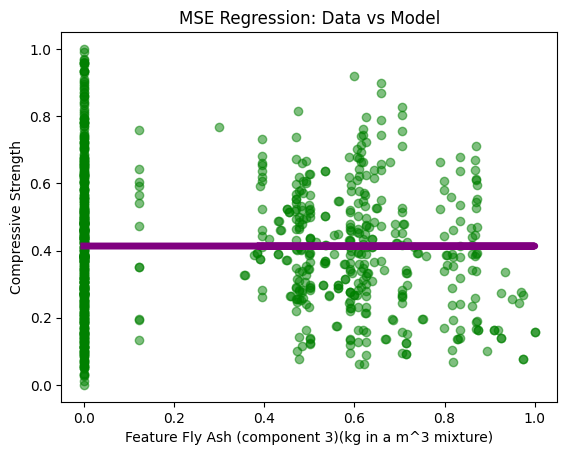 MSE Regression: Data vs Model
Compressive Strength
1.0
0.8
0.6
0.4
0.2
0.0
0.0 0.2 0.4 0.6 0.8 1.0
Feature Fly Ash (component 3)(kg in a m^3 mixture)